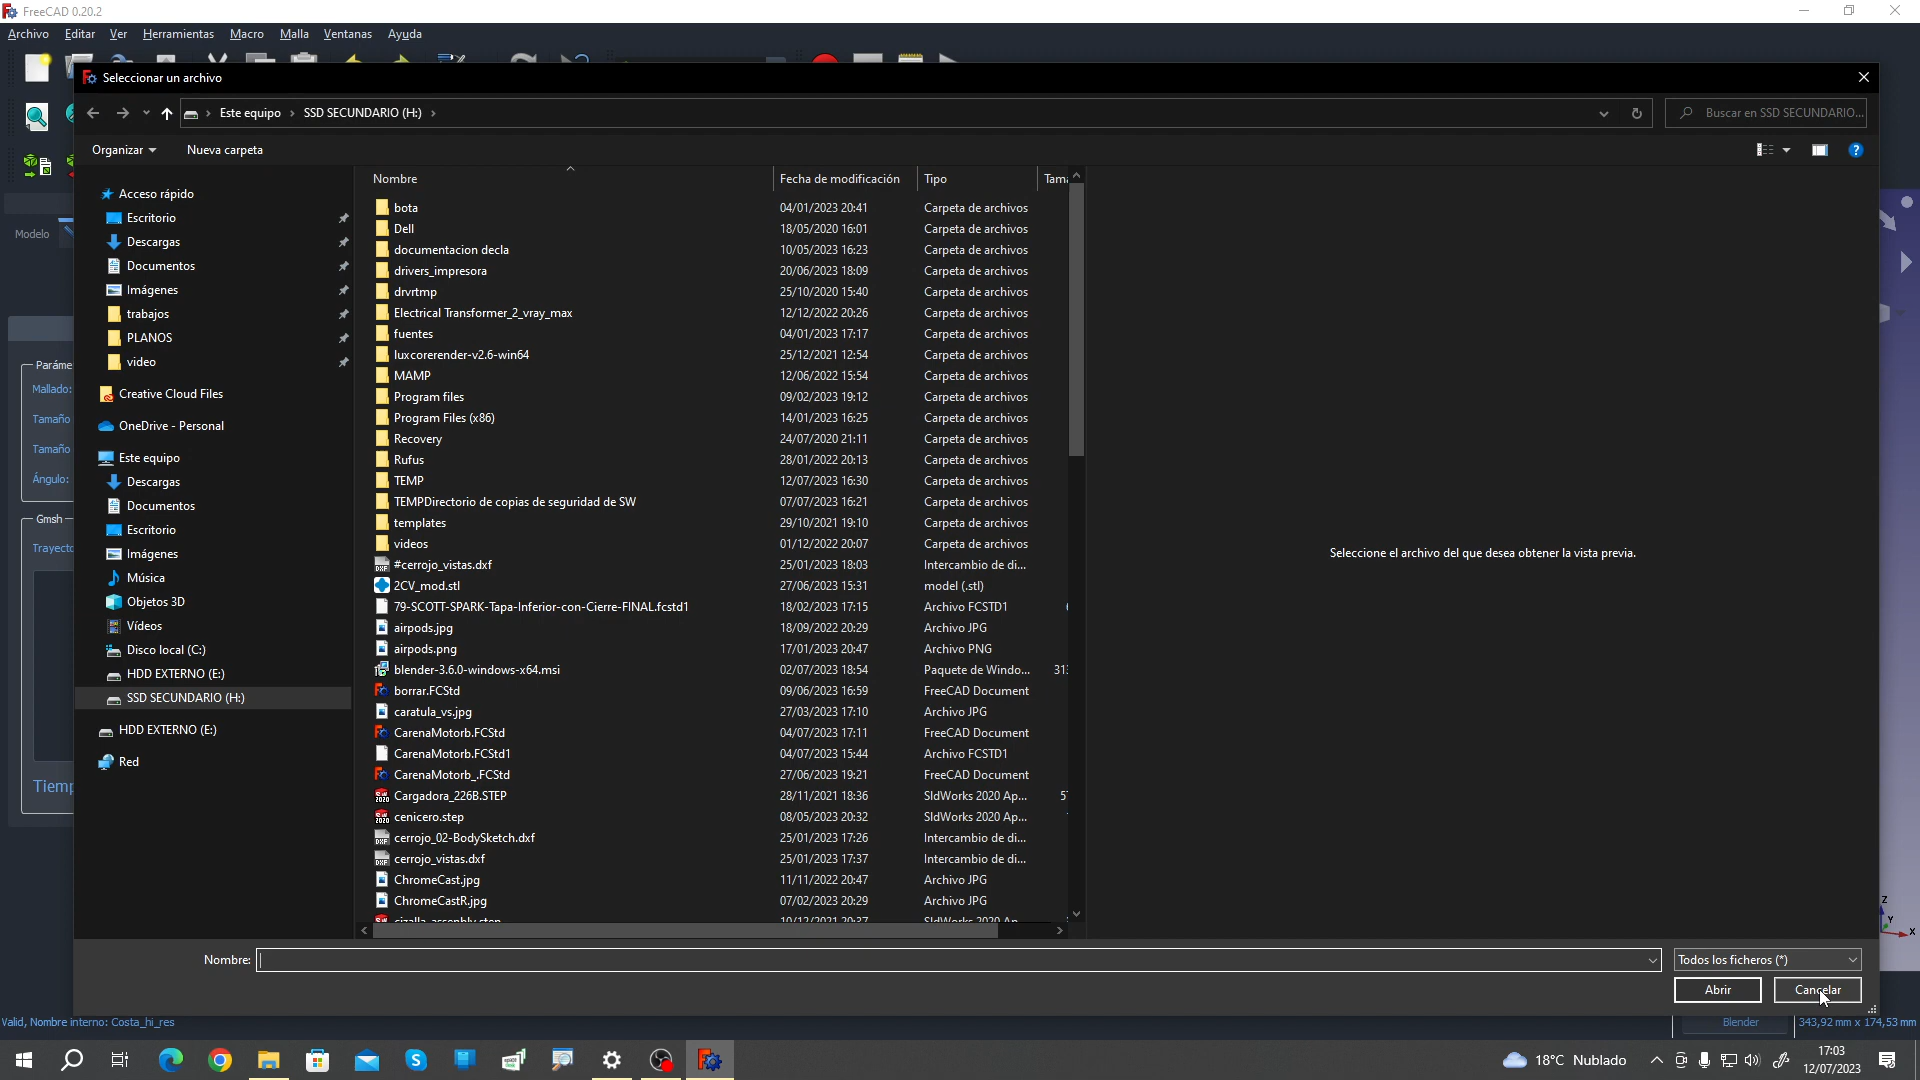 FreeCAD 0.20.2
Archivo Editar Ver Herramientas Macro Malla Ventanas Ayuda
Seleccionar un archivo
Este equipo SSD SECUNDARIO (H:)
Buscar en SSD SECUNDARIO...
Organizar Nueva carpeta
Nombre Fecha de modificación Tipo Tama
Acceso rápido
Escritorio
Descargas
Documentos
Imágenes
trabajos
PLANOS
video
Creative Cloud Files
OneDrive - Personal
Este equipo
Descargas
Documentos
Escritorio
Imágenes
Música
Objetos 3D
Vídeos
Disco local (C:)
HDD EXTERNO (E:)
SSD SECUNDARIO (H:)
HDD EXTERNO (E:)
Red
bota 04/01/2023 20:41 Carpeta de archivos
Dell 18/05/2020 16:01 Carpeta de archivos
documentacion decla 10/05/2023 16:23 Carpeta de archivos
drivers_impresora 20/06/2023 18:09 Carpeta de archivos
drvrtmp 25/10/2020 15:40 Carpeta de archivos
Electrical Transformer_2_vray_max 12/12/2022 20:26 Carpeta de archivos
fuentes 04/01/2023 17:17 Carpeta de archivos
luxcorerender-v2.6-win64 25/12/2021 12:54 Carpeta de archivos
MAMP 12/06/2022 15:54 Carpeta de archivos
Program files 09/02/2023 19:12 Carpeta de archivos
Program Files (x86) 14/01/2023 16:25 Carpeta de archivos
Recovery 24/07/2020 21:11 Carpeta de archivos
Rufus 28/01/2022 20:13 Carpeta de archivos
TEMP 12/07/2023 16:30 Carpeta de archivos
TEMPDirectorio de copias de seguridad de SW 07/07/2023 16:21 Carpeta de archivos
templates 29/10/2021 19:10 Carpeta de archivos
videos 01/12/2022 20:07 Carpeta de archivos
#cerrojo_vistas.dxf 25/01/2023 18:03 Intercambio de di...
2CV_mod.stl 27/06/2023 15:31 model (.stl)
79-SCOTT-SPARK-Tapa-Inferior-con-Cierre-FINAL.fcstd1 18/02/2023 17:15 Archivo FCSTD1
airpods.jpg 18/09/2022 20:29 Archivo JPG
airpods.png 17/01/2023 20:47 Archivo PNG
blender-3.6.0-windows-x64.msi 02/07/2023 18:54 Paquete de Windo... 313
borrar.FCStd 09/06/2023 16:59 FreeCAD Document
caratula_vs.jpg 27/03/2023 17:10 Archivo JPG
CarenaMotorb.FCStd 04/07/2023 17:11 FreeCAD Document
CarenaMotorb.FCStd1 04/07/2023 15:44 Archivo FCSTD1
CarenaMotorb_.FCStd 27/06/2023 19:21 FreeCAD Document
Cargadora_226B.STEP 28/11/2021 18:36 SldWorks 2020 Ap...
cenicero.step 08/05/2023 20:32 SldWorks 2020 Ap...
cerrojo_02-BodySketch.dxf 25/01/2023 17:26 Intercambio de di...
cerrojo_vistas.dxf 25/01/2023 17:37 Intercambio de di...
ChromeCast.jpg 11/11/2022 20:47 Archivo JPG
ChromeCastR.jpg 07/02/2023 20:29 Archivo JPG
cizalla_assembly.step 10/12/2021 20:37 SldWorks 2020 Ap...
Seleccione el archivo del que desea obtener la vista previa.
Modelo
Paráme
Mallado:
Tamaño
Tamaño
Ángulo:
Gmsh
Trayecto
Tiemp
Nombre:
Todos los ficheros (*)
Abrir Cancelar
Z
Y
X
Valid, Nombre interno: Costa_hi_res
Blender 343,92 mm x 174,53 mm
18°C Nublado
17:03
12/07/2023